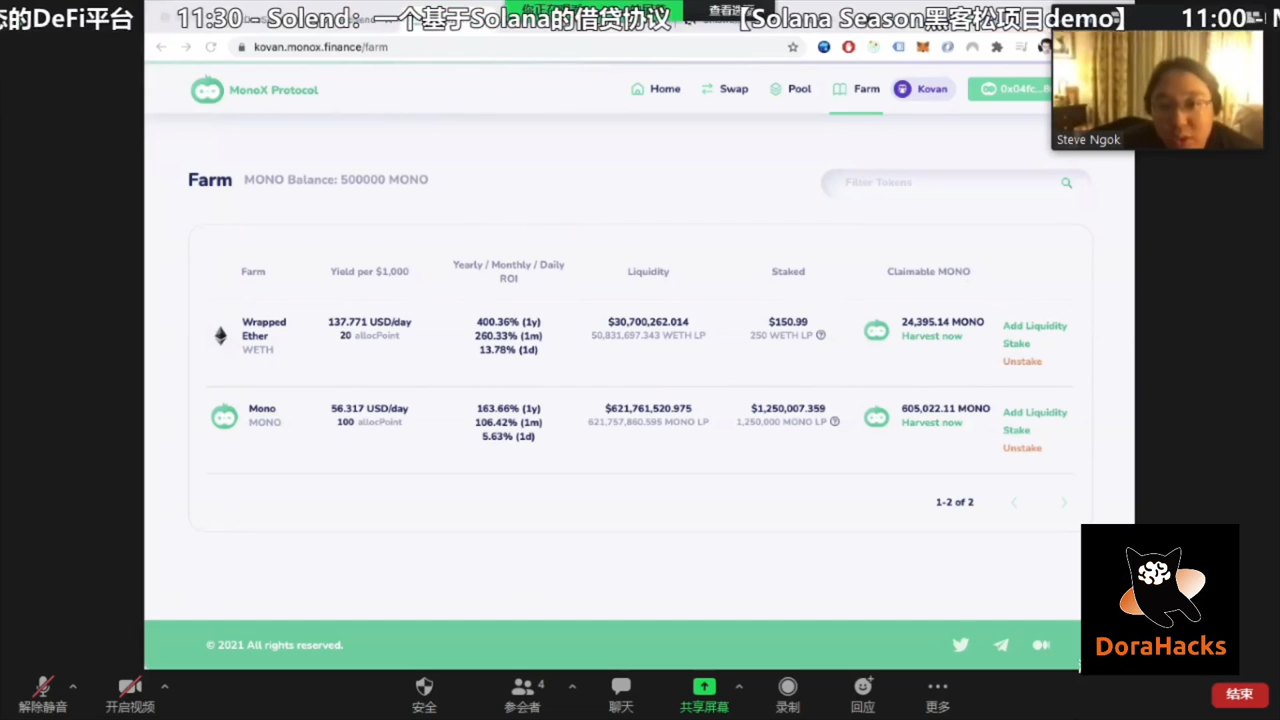 态的DeFi平台
11:30 - Solend：一个基于Solana的借贷协议
【Solana Season黑客松项目demo】
11:00 -
kovan.monox.finance/farm
MonoX Protocol
Home
Swap
Pool
Farm
Kovan
0x04fc...8
Steve Ngok
Farm
MONO Balance: 500000 MONO
Filter Tokens
Farm
Yield per $1,000
Yearly / Monthly / Daily
ROI
Liquidity
Staked
Claimable MONO
Wrapped
Ether
WETH
137.771 USD/day
20 allocPoint
400.36% (1y)
260.33% (1m)
13.78% (1d)
$30,700,262.014
50,831,697.343 WETH LP
$150.99
250 WETH LP
24,395.14 MONO
Harvest now
Add Liquidity
Stake
Unstake
Mono
MONO
56.317 USD/day
100 allocPoint
163.66% (1y)
106.42% (1m)
5.63% (1d)
$621,761,520.975
621,757,860.595 MONO LP
$1,250,007.359
1,250,000 MONO LP
605,022.11 MONO
Harvest now
Add Liquidity
Stake
Unstake
1-2 of 2
© 2021 All rights reserved.
DoraHacks
解除静音
开启视频
安全
4
参会者
聊天
共享屏幕
录制
回应
更多
结束